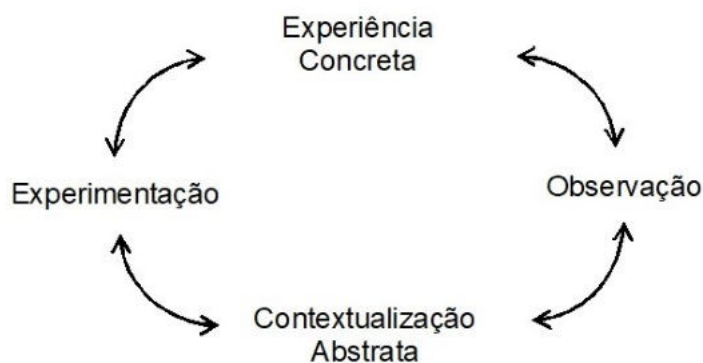 Experiência
Concreta
Experimentação
Observação
Contextualização
Abstrata